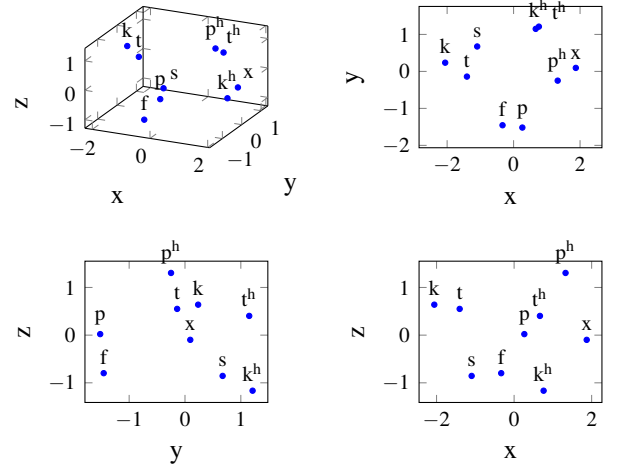 k t pʰ tʰ
p s kʰ x
f
1
0
−1
z
−2 0 2
x
−1 0 1
y
kʰ tʰ
s
k t pʰ x
f p
1
0
−1
−2
y
−2 0 2
x
pʰ
t k tʰ
p x
f s kʰ
1
0
−1
z
−1 0 1
y
pʰ
k t p tʰ
x
s f kʰ
1
0
−1
z
−2 0 2
x